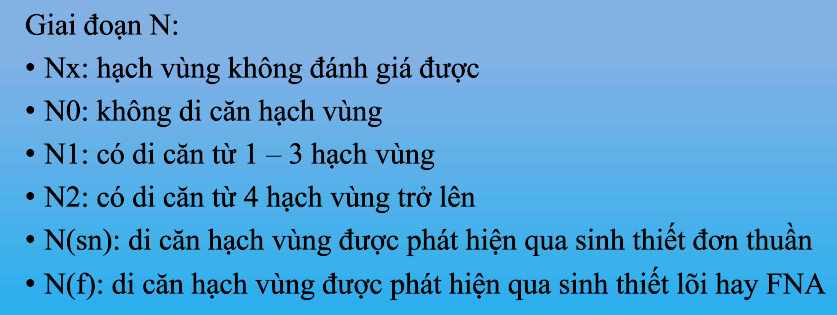 Giai đoạn N:
• Nx: hạch vùng không đánh giá được
• N0: không di căn hạch vùng
• N1: có di căn từ 1 – 3 hạch vùng
• N2: có di căn từ 4 hạch vùng trở lên
• N(sn): di căn hạch vùng được phát hiện qua sinh thiết đơn thuần
• N(f): di căn hạch vùng được phát hiện qua sinh thiết lõi hay FNA